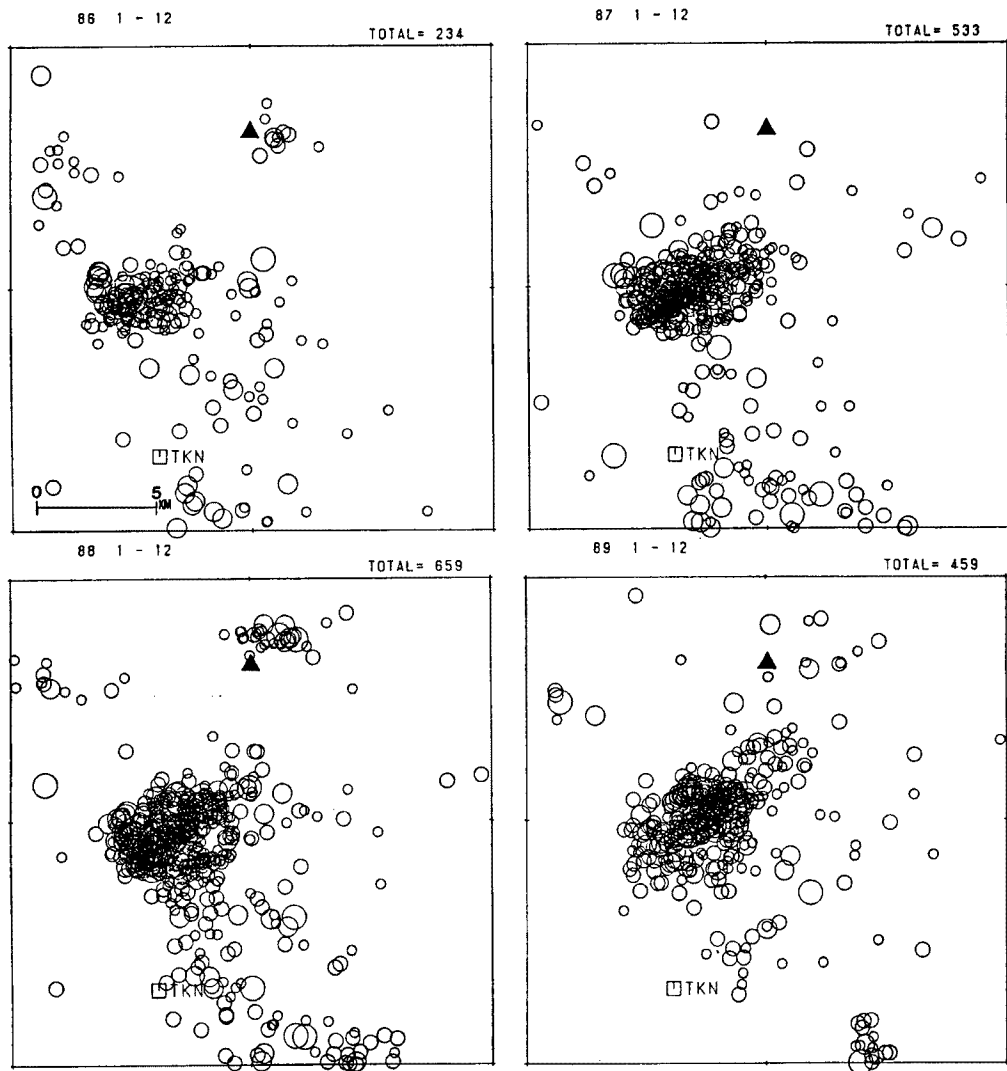 86 1 - 12
TOTAL= 234
87 1 - 12
TOTAL= 533
TKN
0 5
KM
TKN
88 1 - 12
TOTAL= 659
89 1 - 12
TOTAL= 459
TKN
TKN